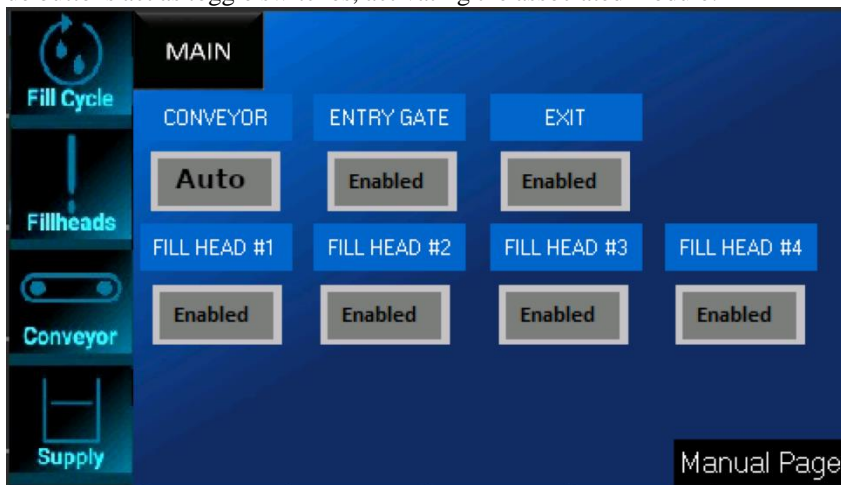 MAIN
Fill Cycle
CONVEYOR ENTRY GATE EXIT
Auto Enabled Enabled
Fillheads
FILL HEAD #1 FILL HEAD #2 FILL HEAD #3 FILL HEAD #4
Enabled Enabled Enabled Enabled
Conveyor
Supply
Manual Page